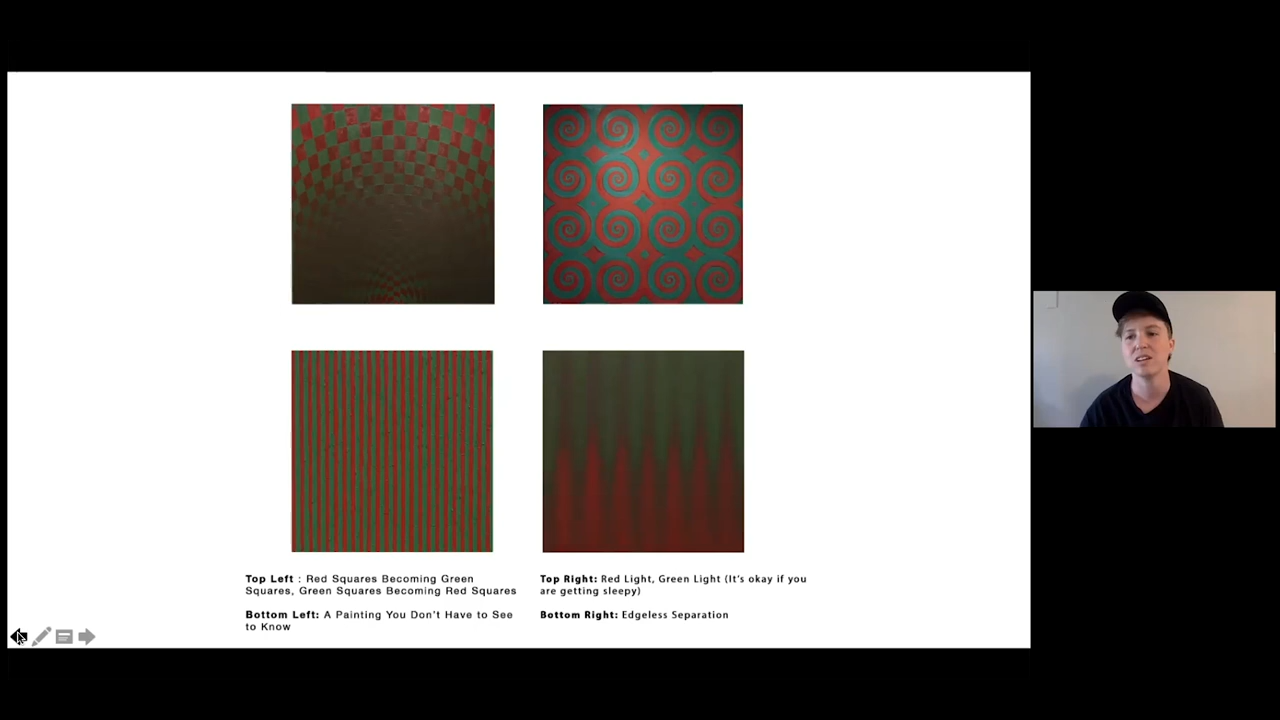 Top Left : Red Squares Becoming Green
Squares, Green Squares Becoming Red Squares
Bottom Left: A Painting You Don't Have to See
to Know
Top Right: Red Light, Green Light (It's okay if you
are getting sleepy)
Bottom Right: Edgeless Separation